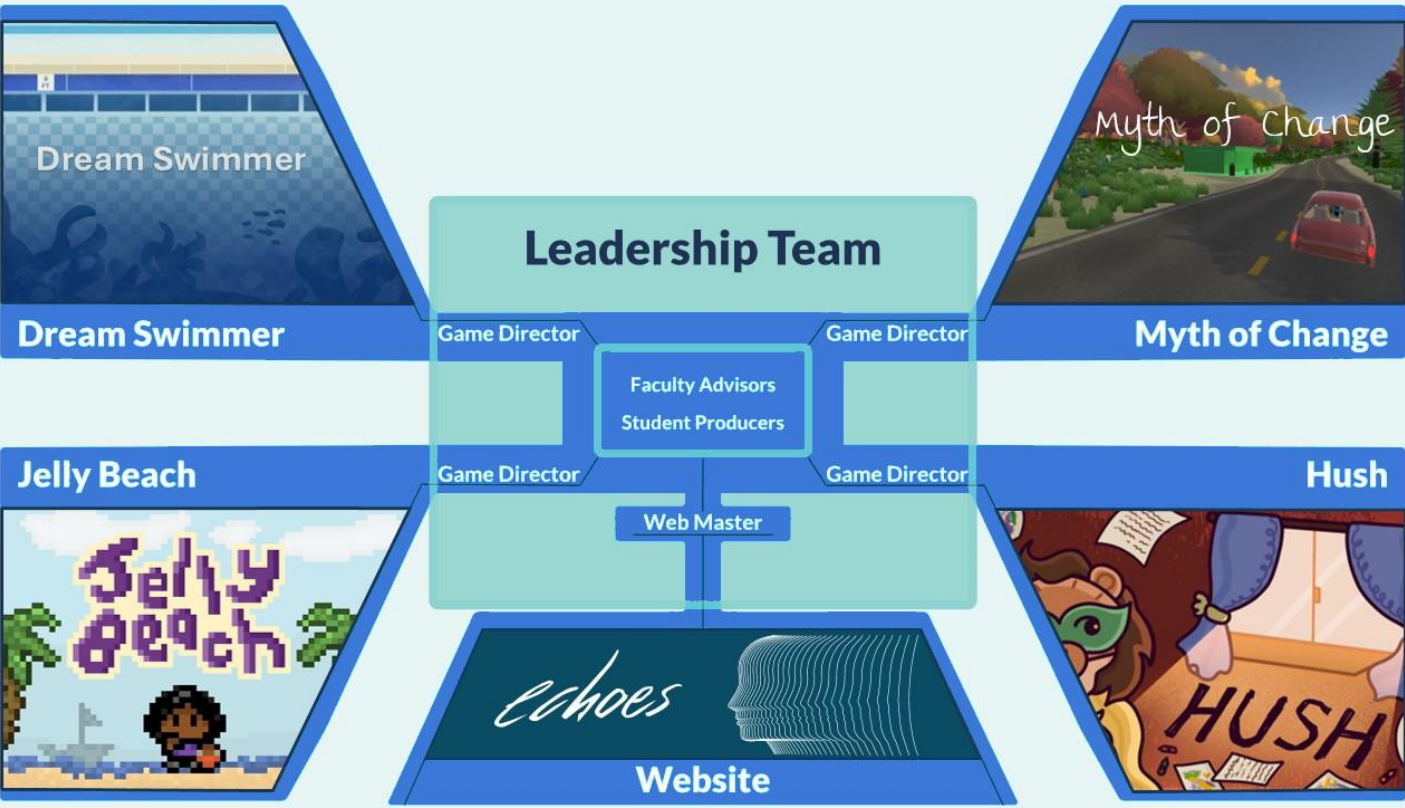 Dream Swimmer
Dream Swimmer
Myth of Change
Myth of Change
Leadership Team
Game Director
Game Director
Faculty Advisors
Student Producers
Game Director
Game Director
Web Master
Jelly Beach
Jelly
Beach
Hush
HUSH
echoes
Website